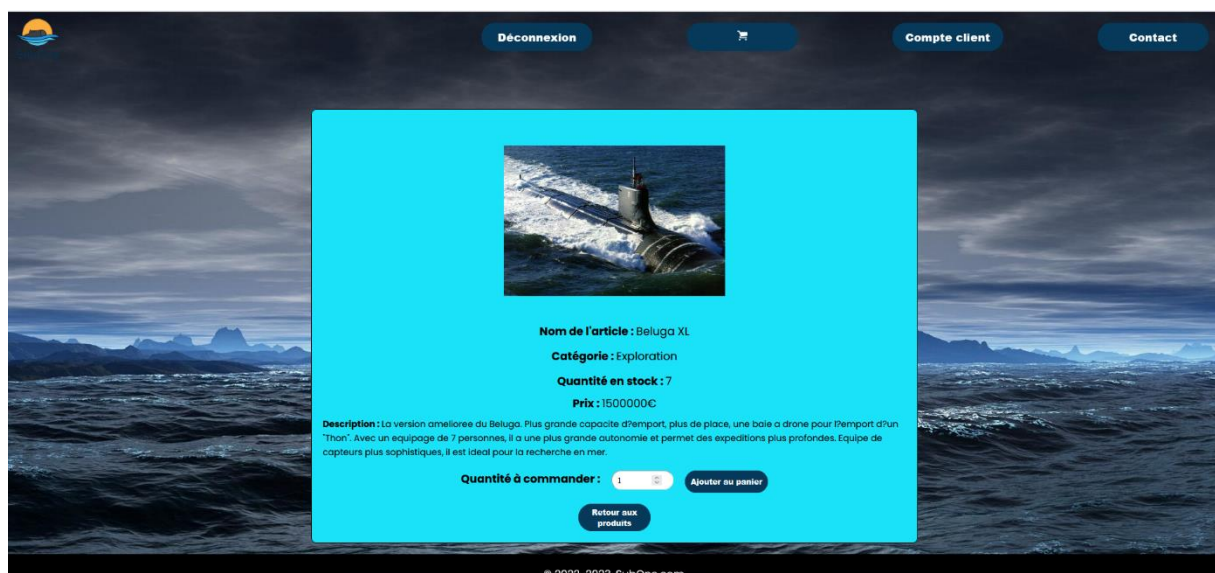 Déconnexion
Compte client
Contact
Nom de l'article : Beluga XL
Catégorie : Exploration
Quantité en stock : 7
Prix : 1500000€
Description : La version amelioree du Beluga. Plus grande capacite d?emport, plus de place, une baie a drone pour l?emport d?un
"Thon". Avec un equipage de 7 personnes, il a une plus grande autonomie et permet des expeditions plus profondes. Equipe de
capteurs plus sophistiques, il est ideal pour la recherche en mer.
Quantité à commander : 1 Ajouter au panier
Retour aux
produits
© 2022-2023 SubOne.com